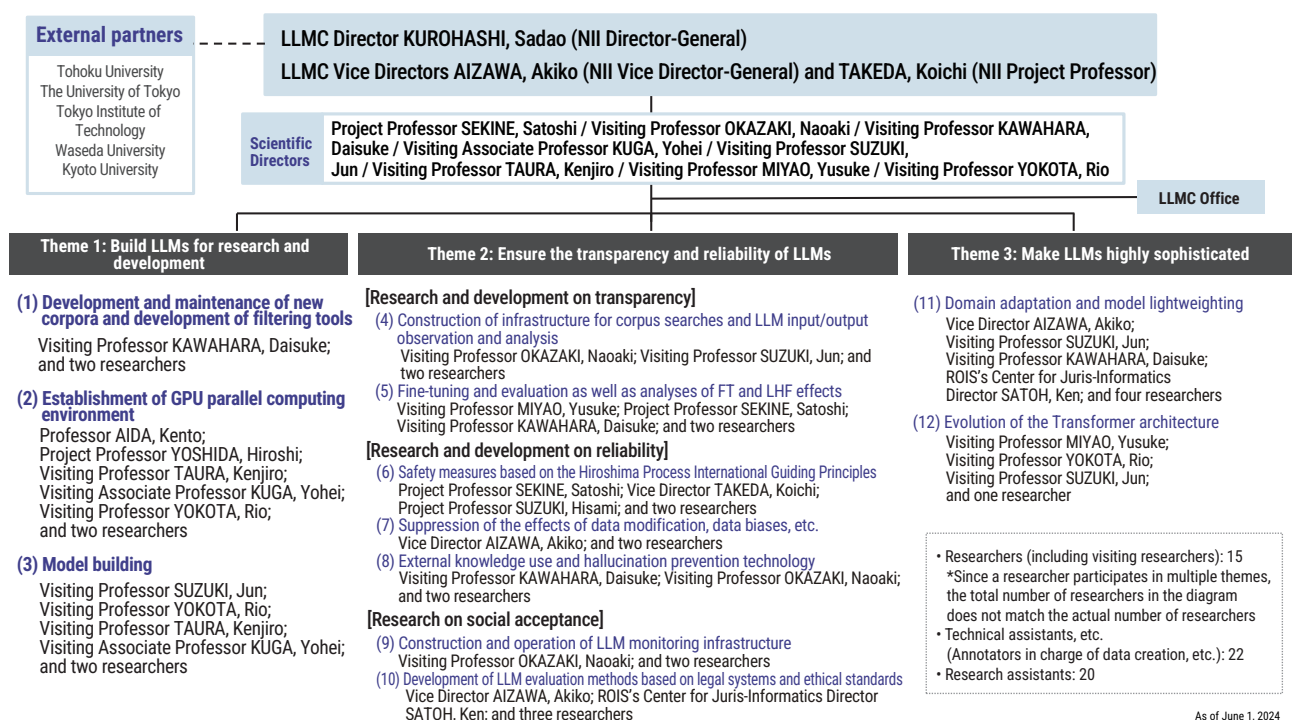 External partners
Tohoku University
The University of Tokyo
Tokyo Institute of
Technology
Waseda University
Kyoto University
LLMC Director KUROHASHI, Sadao (NII Director-General)
LLMC Vice Directors AIZAWA, Akiko (NII Vice Director-General) and TAKEDA, Koichi (NII Project Professor)
Scientific
Directors
Project Professor SEKINE, Satoshi / Visiting Professor OKAZAKI, Naoaki / Visiting Professor KAWAHARA,
Daisuke / Visiting Associate Professor KUGA, Yohei / Visiting Professor SUZUKI,
Jun / Visiting Professor TAURA, Kenjiro / Visiting Professor MIYAO, Yusuke / Visiting Professor YOKOTA, Rio
LLMC Office
Theme 1: Build LLMs for research and
development
(1) Development and maintenance of new
corpora and development of filtering tools
Visiting Professor KAWAHARA, Daisuke;
and two researchers
(2) Establishment of GPU parallel computing
environment
Professor AIDA, Kento;
Project Professor YOSHIDA, Hiroshi;
Visiting Professor TAURA, Kenjiro;
Visiting Associate Professor KUGA, Yohei;
Visiting Professor YOKOTA, Rio;
and two researchers
(3) Model building
Visiting Professor SUZUKI, Jun;
Visiting Professor YOKOTA, Rio;
Visiting Professor TAURA, Kenjiro;
Visiting Associate Professor KUGA, Yohei;
and two researchers
Theme 2: Ensure the transparency and reliability of LLMs
[Research and development on transparency]
(4) Construction of infrastructure for corpus searches and LLM input/output
observation and analysis
Visiting Professor OKAZAKI, Naoaki; Visiting Professor SUZUKI, Jun; and
two researchers
(5) Fine-tuning and evaluation as well as analyses of FT and LHF effects
Visiting Professor MIYAO, Yusuke; Project Professor SEKINE, Satoshi;
Visiting Professor KAWAHARA, Daisuke; and two researchers
[Research and development on reliability]
(6) Safety measures based on the Hiroshima Process International Guiding Principles
Project Professor SEKINE, Satoshi; Vice Director TAKEDA, Koichi;
Project Professor SUZUKI, Hisami; and two researchers
(7) Suppression of the effects of data modification, data biases, etc.
Vice Director AIZAWA, Akiko; and two researchers
(8) External knowledge use and hallucination prevention technology
Visiting Professor KAWAHARA, Daisuke; Visiting Professor OKAZAKI, Naoaki;
and two researchers
[Research on social acceptance]
(9) Construction and operation of LLM monitoring infrastructure
Visiting Professor OKAZAKI, Naoaki; and two researchers
(10) Development of LLM evaluation methods based on legal systems and ethical standards
Vice Director AIZAWA, Akiko; ROIS's Center for Juris-Informatics Director
SATOH, Ken; and three researchers
Theme 3: Make LLMs highly sophisticated
(11) Domain adaptation and model lightweighting
Vice Director AIZAWA, Akiko;
Visiting Professor SUZUKI, Jun;
Visiting Professor KAWAHARA, Daisuke;
ROIS's Center for Juris-Informatics
Director SATOH, Ken; and four researchers
(12) Evolution of the Transformer architecture
Visiting Professor MIYAO, Yusuke;
Visiting Professor YOKOTA, Rio;
Visiting Professor SUZUKI, Jun;
and one researcher
• Researchers (including visiting researchers): 15
*Since a researcher participates in multiple themes,
the total number of researchers in the diagram
does not match the actual number of researchers
• Technical assistants, etc.
(Annotators in charge of data creation, etc.): 22
• Research assistants: 20
As of June 1, 2024